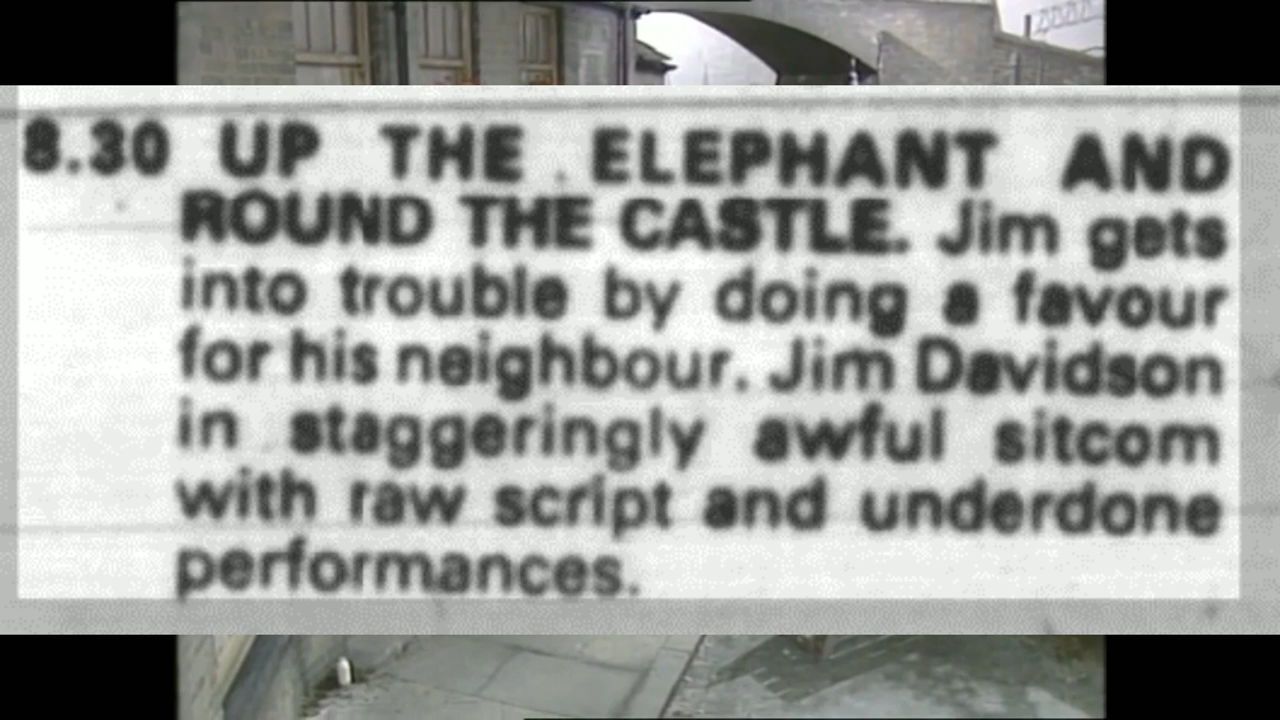 8.30 UP THE ELEPHANT AND
ROUND THE CASTLE. Jim gets
into trouble by doing a favour
for his neighbour. Jim Davidson
in staggeringly awful sitcom
with raw script and underdone
performances.